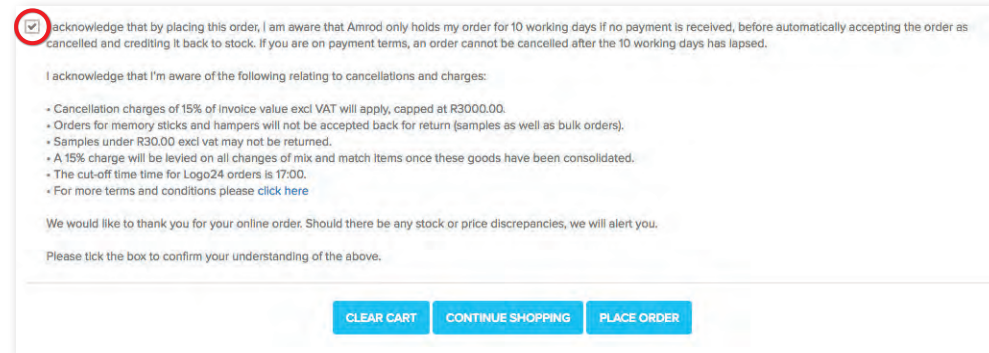 I acknowledge that by placing this order, I am aware that Amrod only holds my order for 10 working days if no payment is received, before automatically accepting the order as
cancelled and crediting it back to stock. If you are on payment terms, an order cannot be cancelled after the 10 working days has lapsed.
I acknowledge that I'm aware of the following relating to cancellations and charges:
• Cancellation charges of 15% of invoice value excl VAT will apply, capped at R3000.00.
• Orders for memory sticks and hampers will not be accepted back for return (samples as well as bulk orders).
• Samples under R30.00 excl vat may not be returned.
• A 15% charge will be levied on all changes of mix and match items once these goods have been consolidated.
• The cut-off time time for Logo24 orders is 17:00.
• For more terms and conditions please click here
We would like to thank you for your online order. Should there be any stock or price discrepancies, we will alert you.
Please tick the box to confirm your understanding of the above.
CLEAR CART CONTINUE SHOPPING PLACE ORDER